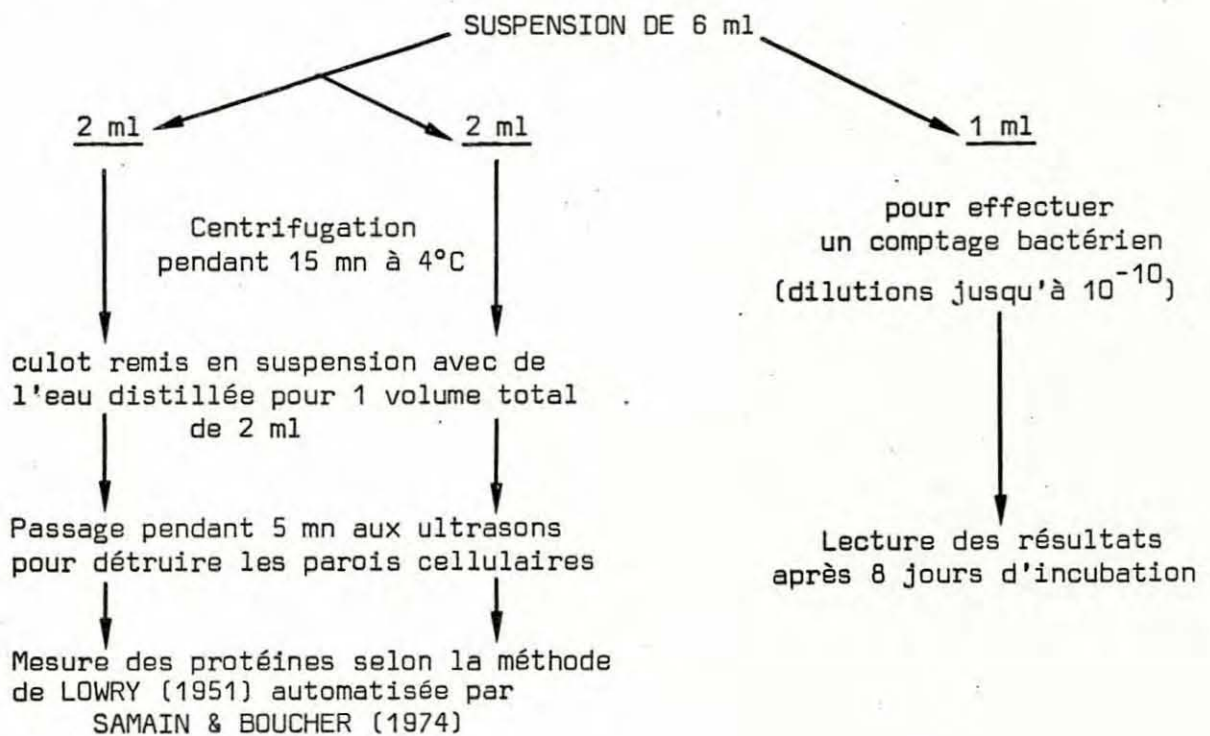 SUSPENSION DE 6 ml
2 ml
2 ml
1 ml
Centrifugation
pendant 15 mn à 4°C
pour effectuer
un comptage bactérien
(dilutions jusqu'à 10⁻¹⁰)
culot remis en suspension avec de
l'eau distillée pour 1 volume total
de 2 ml
Passage pendant 5 mn aux ultrasons
pour détruire les parois cellulaires
Lecture des résultats
après 8 jours d'incubation
Mesure des protéines selon la méthode
de LOWRY (1951) automatisée par
SAMAIN & BOUCHER (1974)